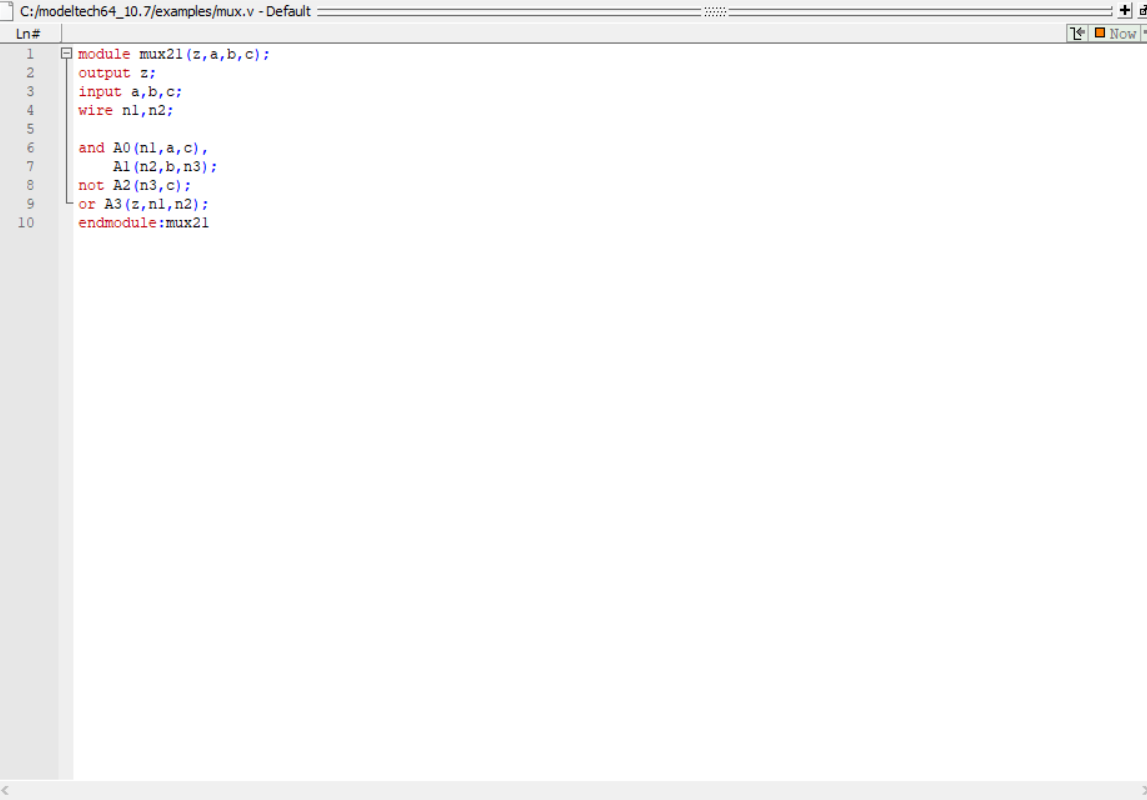 C:/modeltech64_10.7/examples/mux.v - Default
Ln#
Now
1 module mux21(z,a,b,c);
2 output z;
3 input a,b,c;
4 wire n1,n2;
5
6 and A0(n1,a,c),
7 A1(n2,b,n3);
8 not A2(n3,c);
9 or A3(z,n1,n2);
10 endmodule:mux21